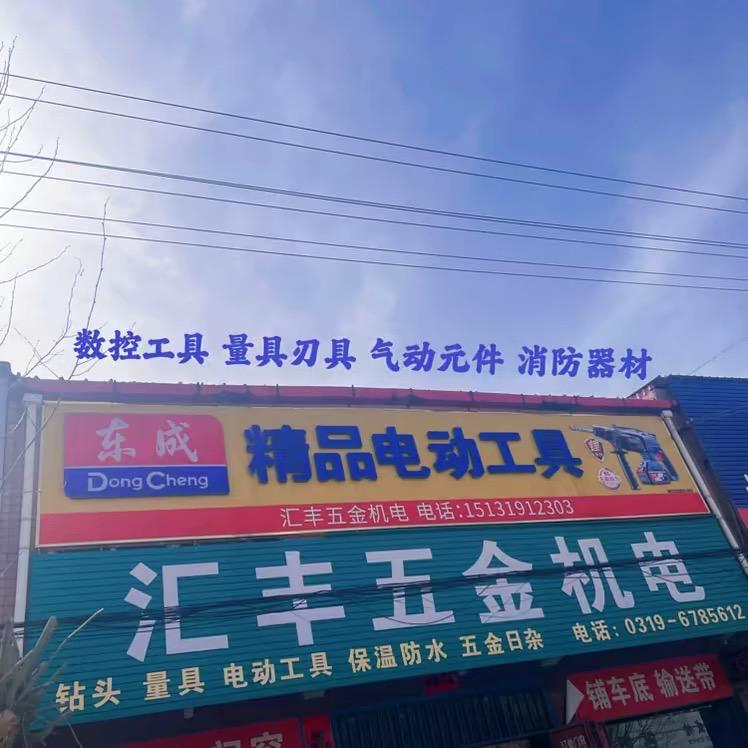 数控工具 量具刃具 气动元件 消防器材
东成
DongCheng
精品电动工具
汇丰五金机电 电话:15131912303
汇丰五金机电
钻头 量具 电动工具 保温防水 五金日杂 电话:0319-6785612
铺车底 输送带